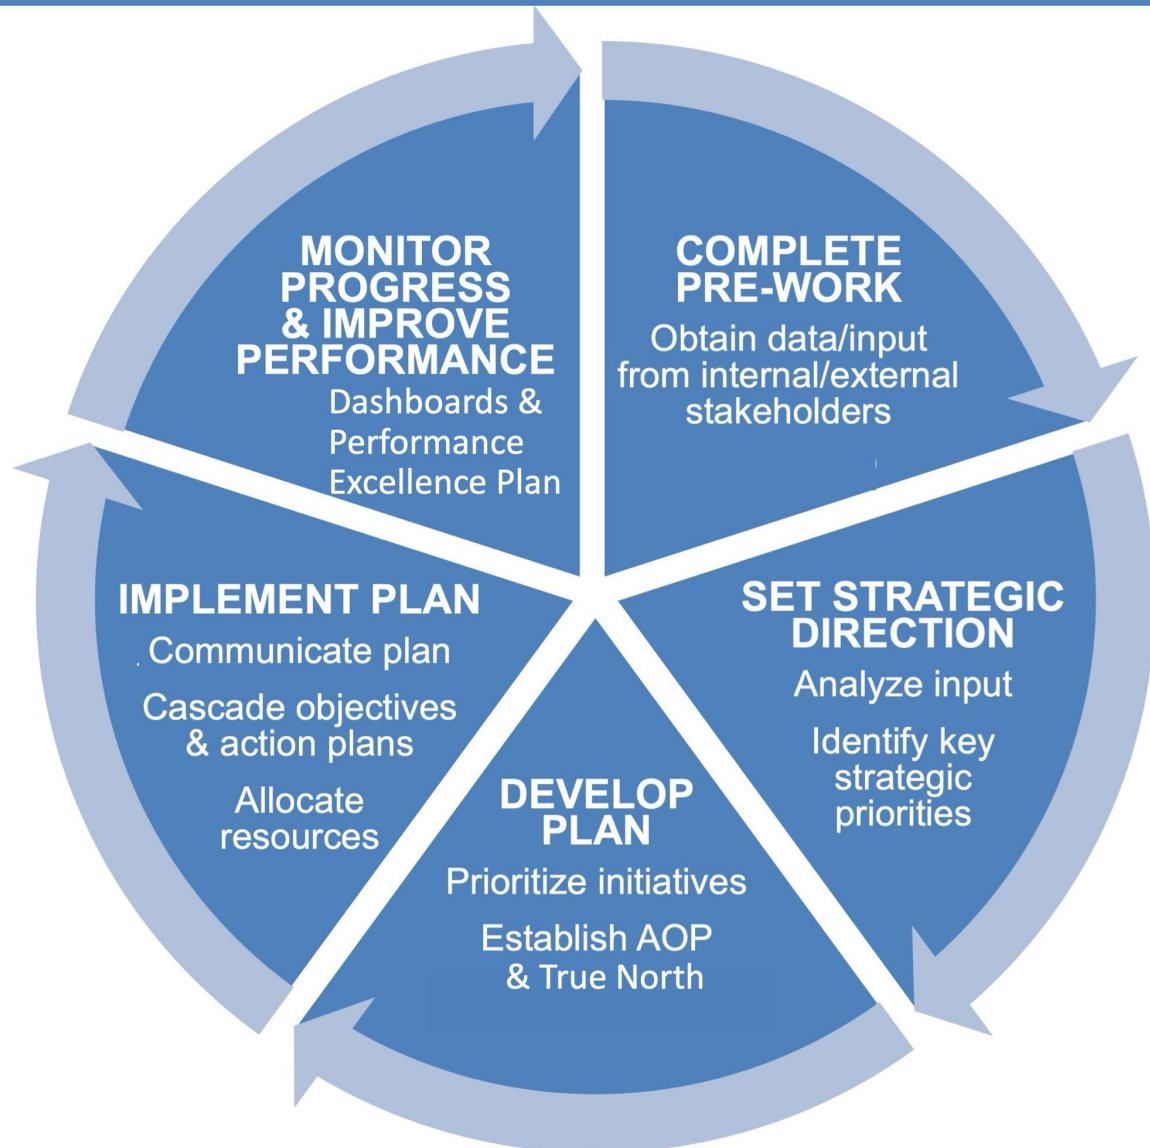 COMPLETE
PRE-WORK
Obtain data/input
from internal/external
stakeholders
SET STRATEGIC
DIRECTION
Analyze input
Identify key
strategic
priorities
DEVELOP
PLAN
Prioritize initiatives
Establish AOP
& True North
IMPLEMENT PLAN
Communicate plan
Cascade objectives
& action plans
Allocate
resources
MONITOR
PROGRESS
& IMPROVE
PERFORMANCE
Dashboards &
Performance
Excellence Plan